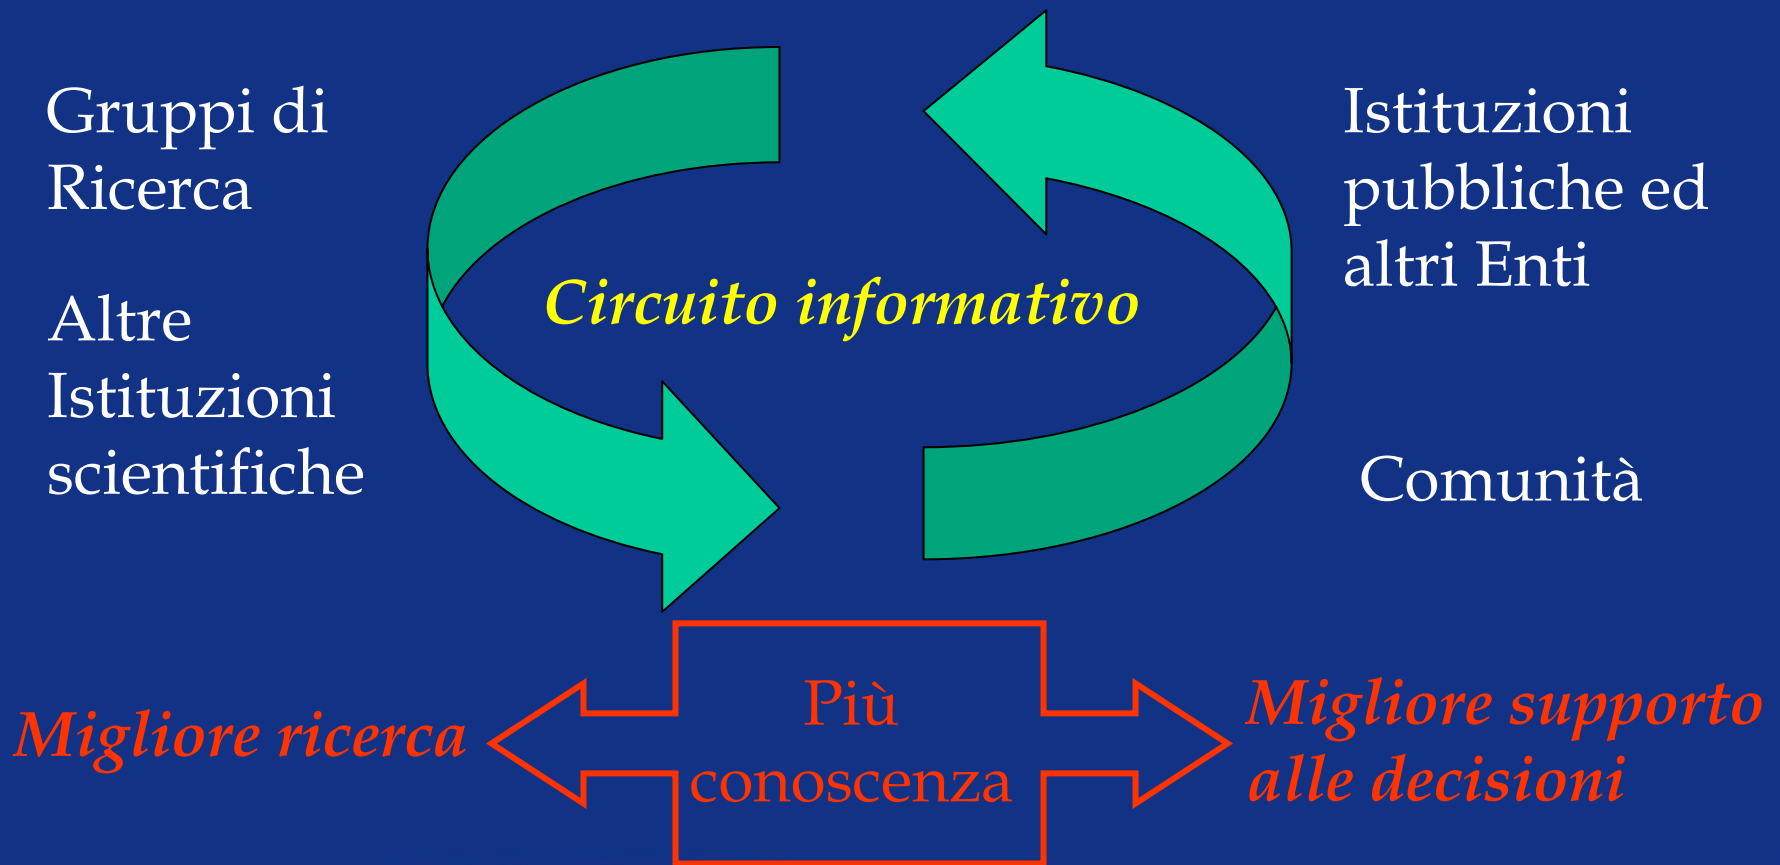 Gruppi di
Ricerca
Altre
Istituzioni
scientifiche
Circuito informativo
Istituzioni
pubbliche ed
altri Enti
Comunità
Migliore ricerca
Più
conoscenza
Migliore supporto
alle decisioni